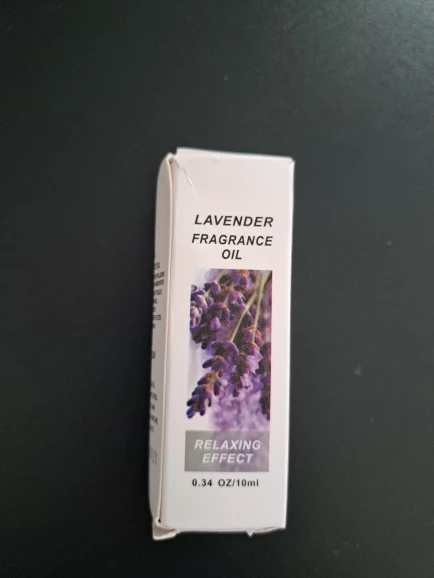 LAVENDER
FRAGRANCE
OIL
RELAXING
EFFECT
0.34 OZ/10ml